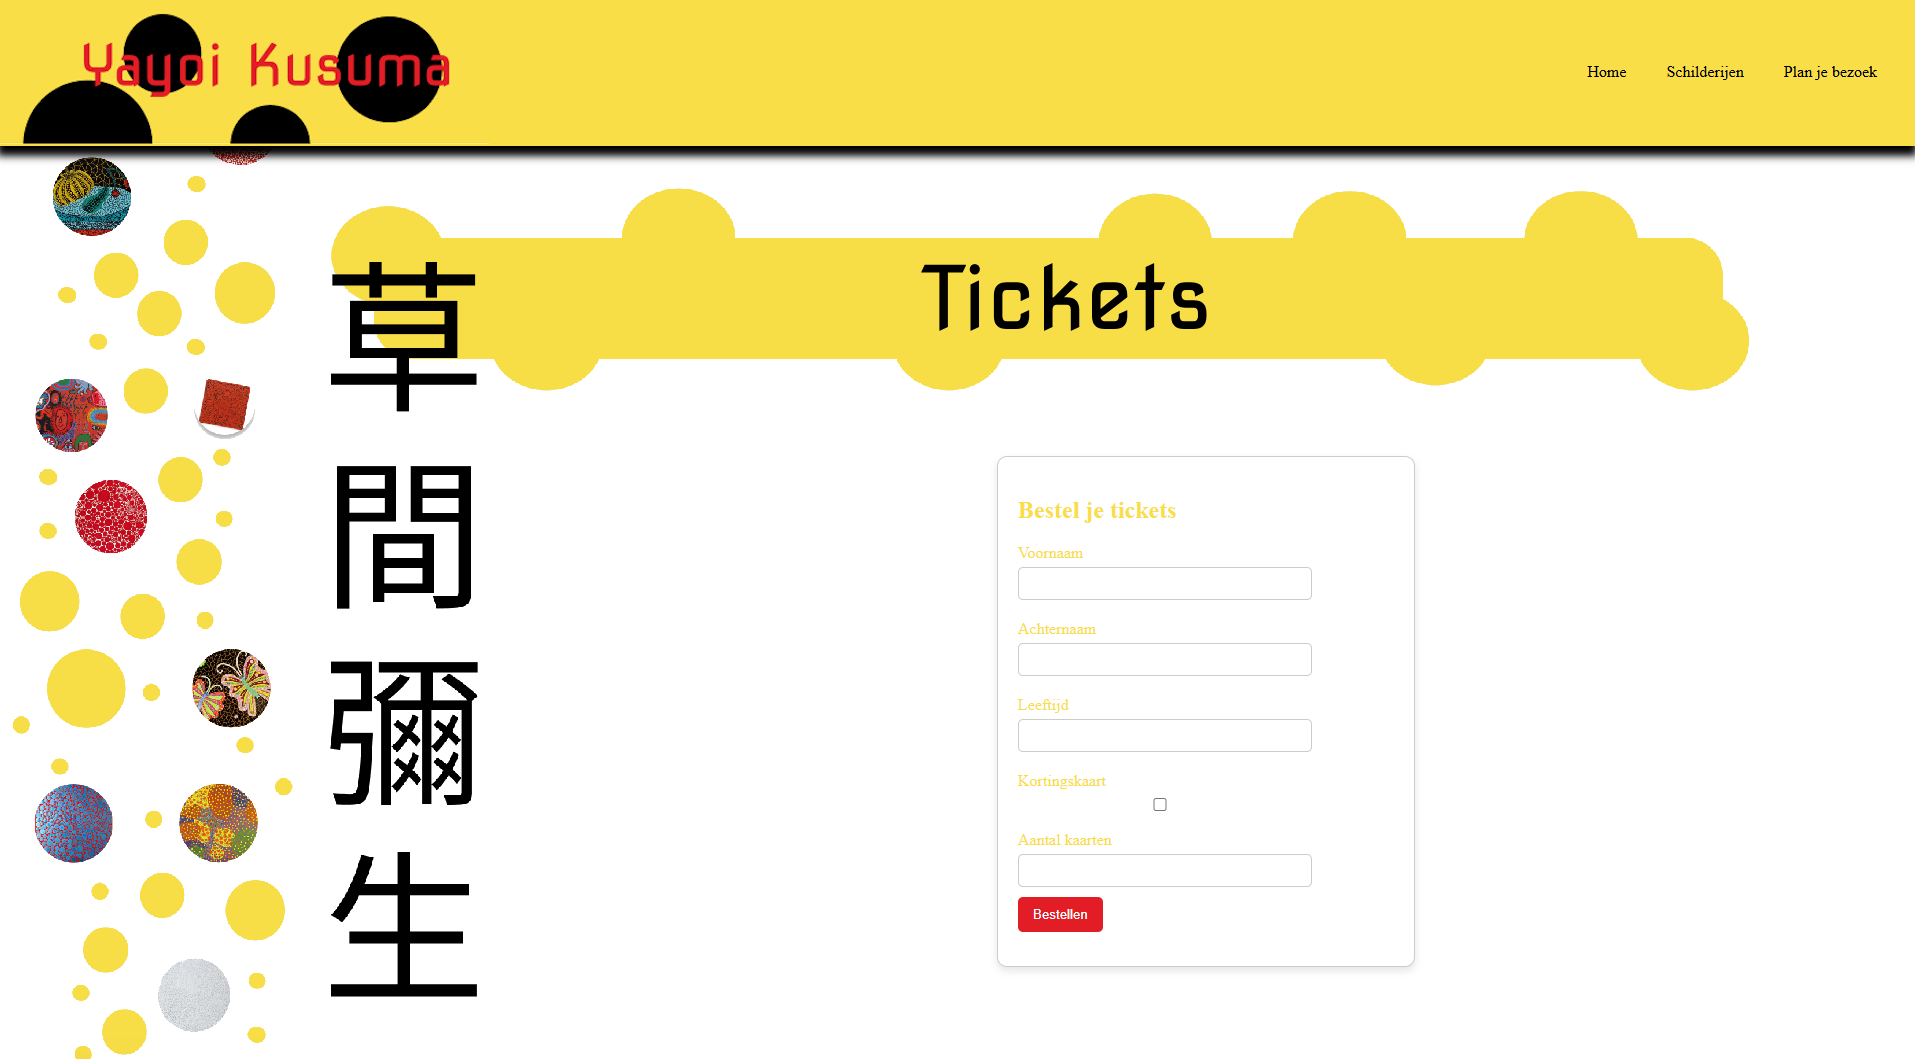 Yayoi Kusuma
Home
Schilderijen
Plan je bezoek
Tickets
草
間
彌
生
Bestel je tickets
Voornaam
Achternaam
Leeftijd
Kortingskaart
Aantal kaarten
Bestellen